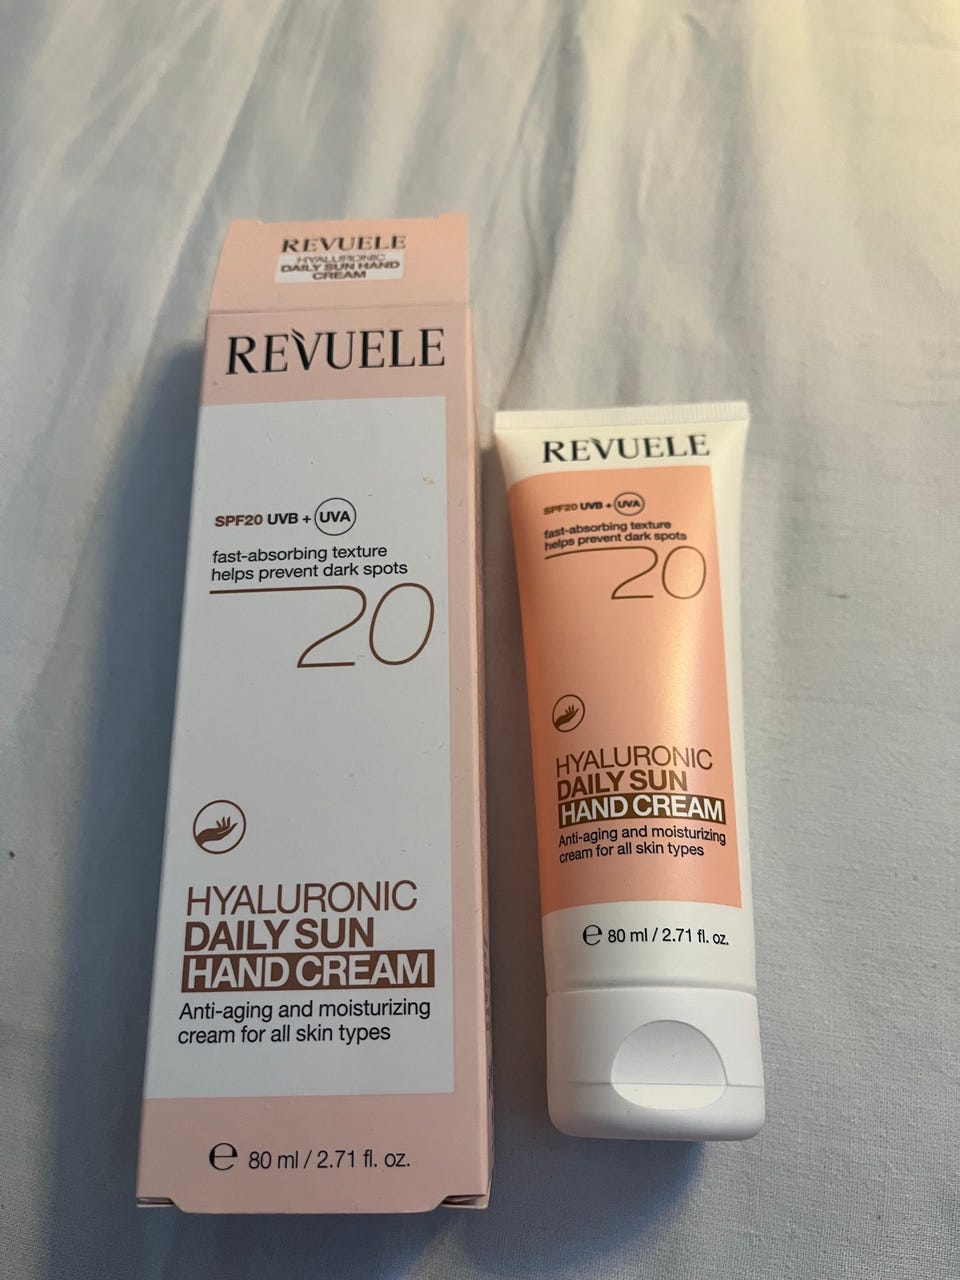 REVUELE
HYALURONIC
DAILY SUN HAND
CREAM
REVUELE
SPF20 UVB + UVA
fast-absorbing texture
helps prevent dark spots
20
HYALURONIC
DAILY SUN
HAND CREAM
Anti-aging and moisturizing
cream for all skin types
℮ 80 ml / 2.71 fl. oz.
REVUELE
SPF20 UVB + UVA
fast-absorbing texture
helps prevent dark spots
20
HYALURONIC
DAILY SUN
HAND CREAM
Anti-aging and moisturizing
cream for all skin types
℮ 80 ml / 2.71 fl. oz.